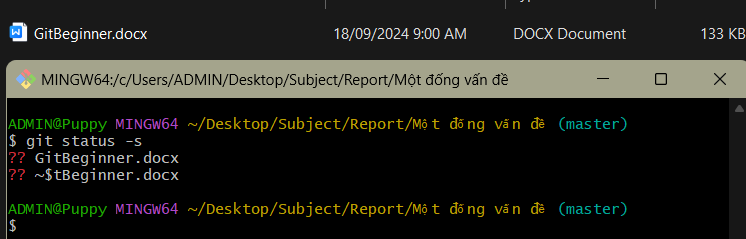 GitBeginner.docx 18/09/2024 9:00 AM DOCX Document 133 KB
MINGW64:/c/Users/ADMIN/Desktop/Subject/Report/Một đống vấn đề
ADMIN@Puppy MINGW64 ~/Desktop/Subject/Report/Một đống vấn đề (master)
$ git status -s
?? GitBeginner.docx
?? ~$tBeginner.docx
ADMIN@Puppy MINGW64 ~/Desktop/Subject/Report/Một đống vấn đề (master)
$